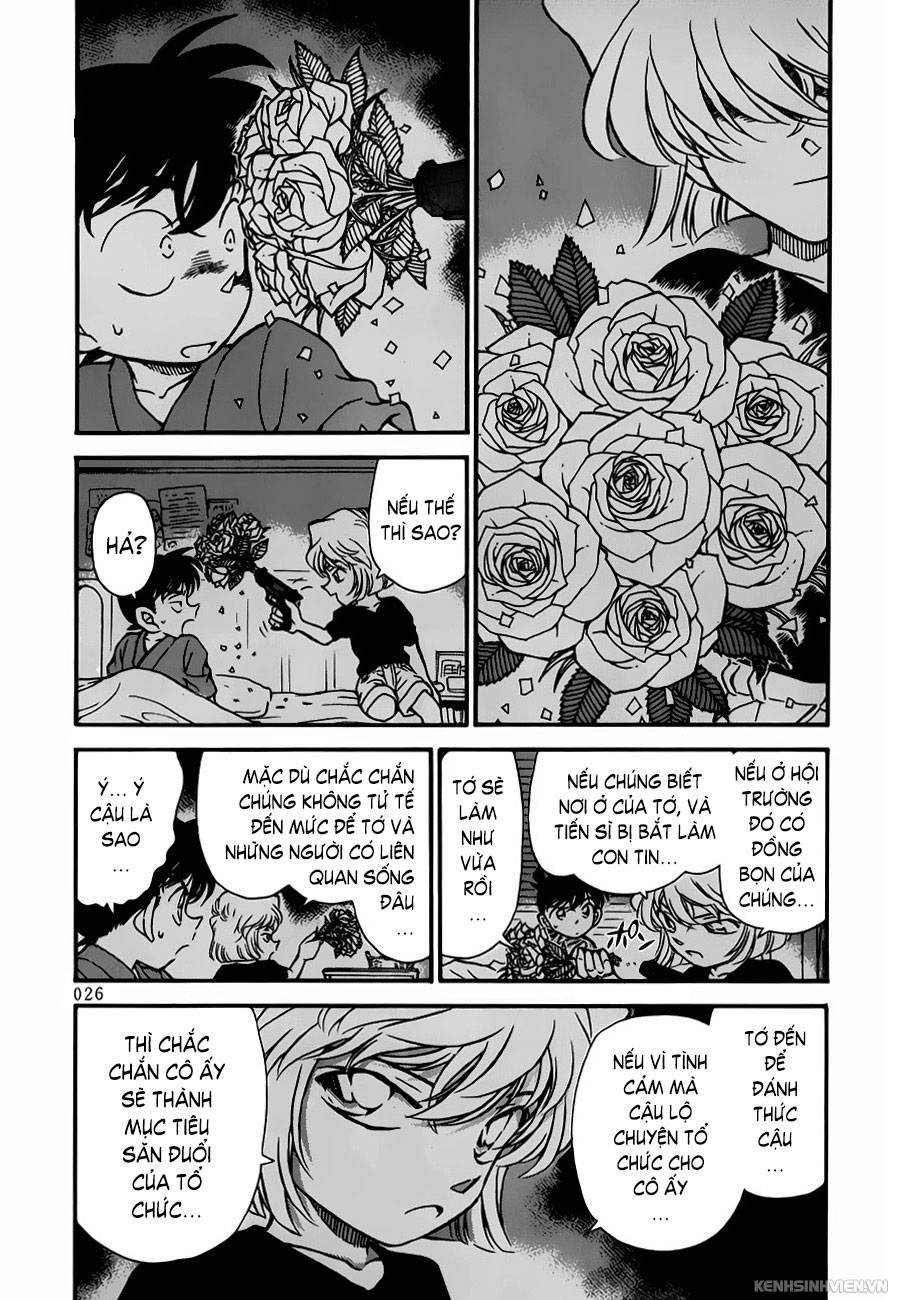 NẾU THẾ
THÌ SAO?
HẢ?
NẾU Ở HỘI
TRƯỜNG
ĐÓ CÓ
ĐỒNG
BỌN CỦA
CHÚNG...
NẾU CHÚNG BIẾT
NƠI Ở CỦA TỚ, VÀ
TIẾN SĨ BỊ BẮT LÀM
CON TIN...
TỚ SẼ
LÀM
NHƯ
VỪA
RỒI
...
ポン
MẶC DÙ CHẮC CHẮN
CHÚNG KHÔNG TỬ TẾ
ĐẾN MỨC ĐỂ TỚ VÀ
NHỮNG NGƯỜI CÓ LIÊN
QUAN SỐNG
ĐÂU
...
Ý... Ý
CẬU LÀ
SAO
...
026
TỚ ĐẾN
ĐỂ
ĐÁNH
THỨC
CẬU
...
NẾU VÌ TÌNH
CẢM MÀ
CẬU LỘ
CHUYỆN TỔ
CHỨC CHO
CÔ ẤY
...
THÌ CHẮC
CHẮN CÔ ẤY
SẼ THÀNH
MỤC TIÊU
SĂN ĐUỔI
CỦA TỔ
CHỨC...
KENHSINHVIEN.VN